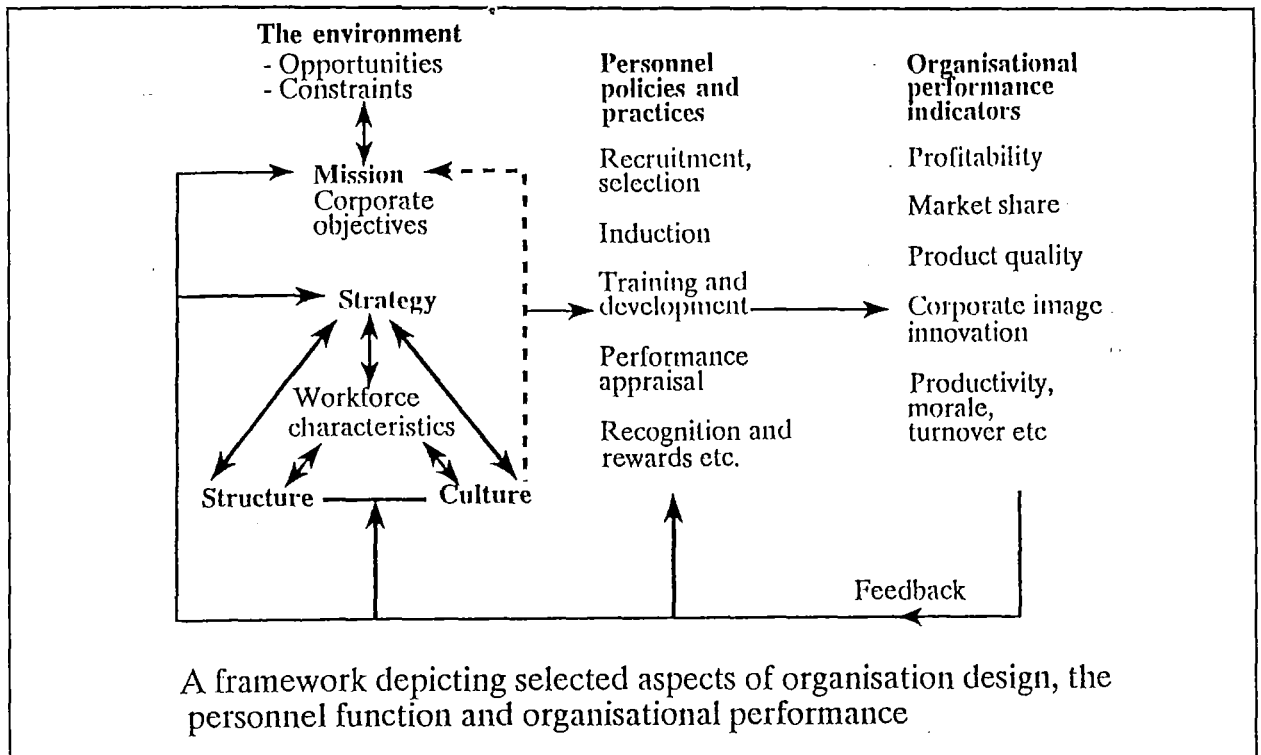 The environment
- Opportunities
- Constraints
Mission
Corporate
objectives
Strategy
Workforce
characteristics
Structure
Culture
Personnel
policies and
practices
Recruitment,
selection
Induction
Training and
development
Performance
appraisal
Recognition and
rewards etc.
Organisational
performance
indicators
Profitability
Market share
Product quality
Corporate image
innovation
Productivity,
morale,
turnover etc
Feedback
A framework depicting selected aspects of organisation design, the
personnel function and organisational performance